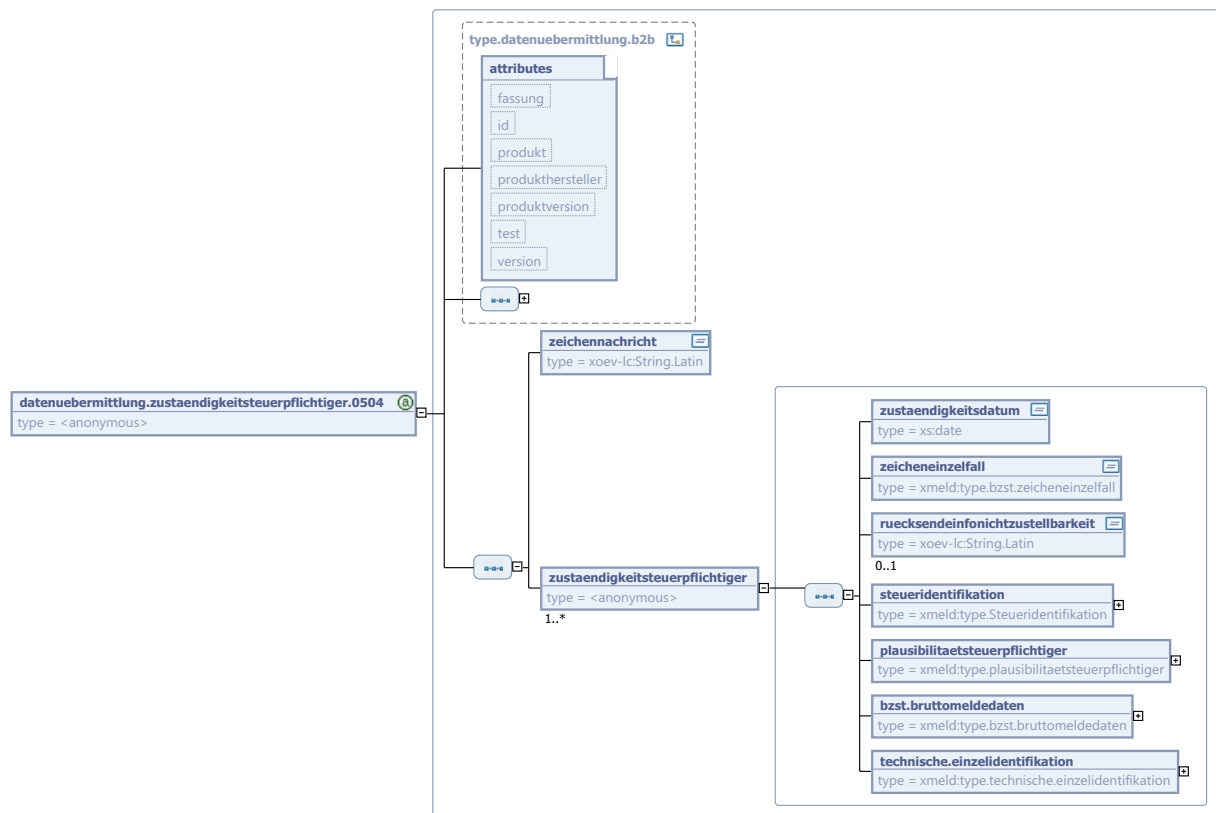 type.datenuebermittlung.b2b
attributes
fassung
id
produkt
produkthersteller
produktversion
test
version
zeichennachricht
type = xoev-lc:String.Latin
datenuebermittlung.zustaendigkeitsteuerpflichtiger.0504
type = <anonymous>
zustaendigkeitsteuerpflichtiger
type = <anonymous>
1..*
zustaendigkeitsdatum
type = xs:date
zeicheneinzelfall
type = xmeld:type.bzst.zeicheneinzelfall
ruecksendeinfonichtzustellbarkeit
type = xoev-lc:String.Latin
0..1
steueridentifikation
type = xmeld:type.Steueridentifikation
plausibilitaetsteuerpflichtiger
type = xmeld:type.plausibilitaetsteuerpflichtiger
bzst.bruttomeldedaten
type = xmeld:type.bzst.bruttomeldedaten
technische.einzelidentifikation
type = xmeld:type.technische.einzelidentifikation